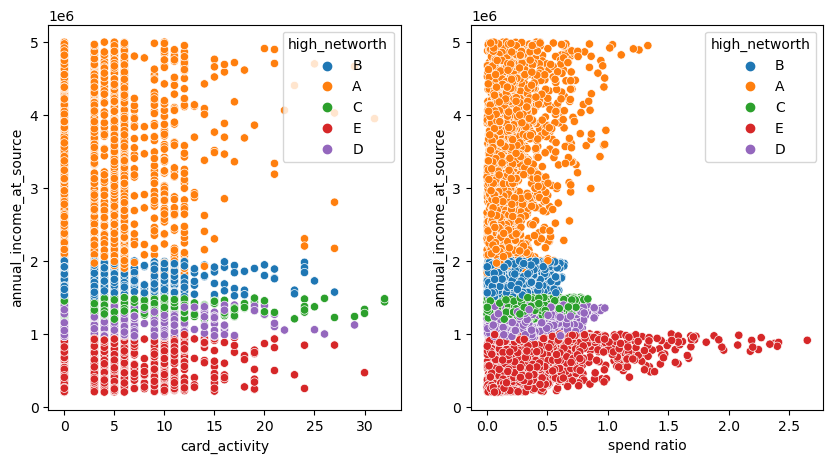 1e6
5
4
3
2
1
0
annual_income_at_source
0
5
10
15
20
25
30
card_activity
high_networth
B
A
C
E
D
1e6
5
4
3
2
1
0
annual_income_at_source
0.0
0.5
1.0
1.5
2.0
2.5
spend ratio
high_networth
B
A
C
E
D